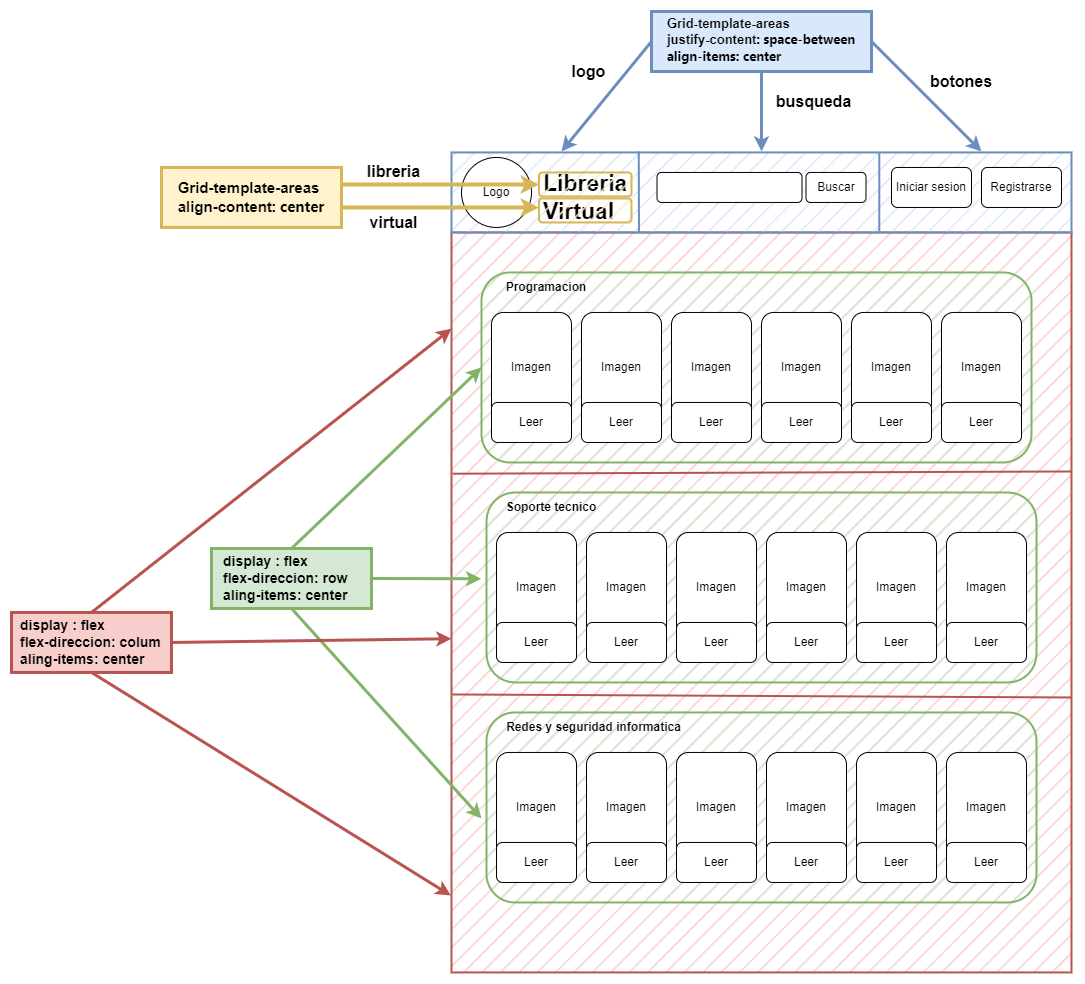 Grid-template-areas
justify-content: space-between
align-items: center
logo
busqueda
botones
Grid-template-areas
align-content: center
libreria
virtual
Logo
Libreria
Virtual
Buscar
Iniciar sesion
Registrarse
Programacion
Imagen Imagen Imagen Imagen Imagen Imagen
Leer Leer Leer Leer Leer Leer
Soporte tecnico
Imagen Imagen Imagen Imagen Imagen Imagen
Leer Leer Leer Leer Leer Leer
display : flex
flex-direccion: row
aling-items: center
display : flex
flex-direccion: colum
aling-items: center
Redes y seguridad informatica
Imagen Imagen Imagen Imagen Imagen Imagen
Leer Leer Leer Leer Leer Leer